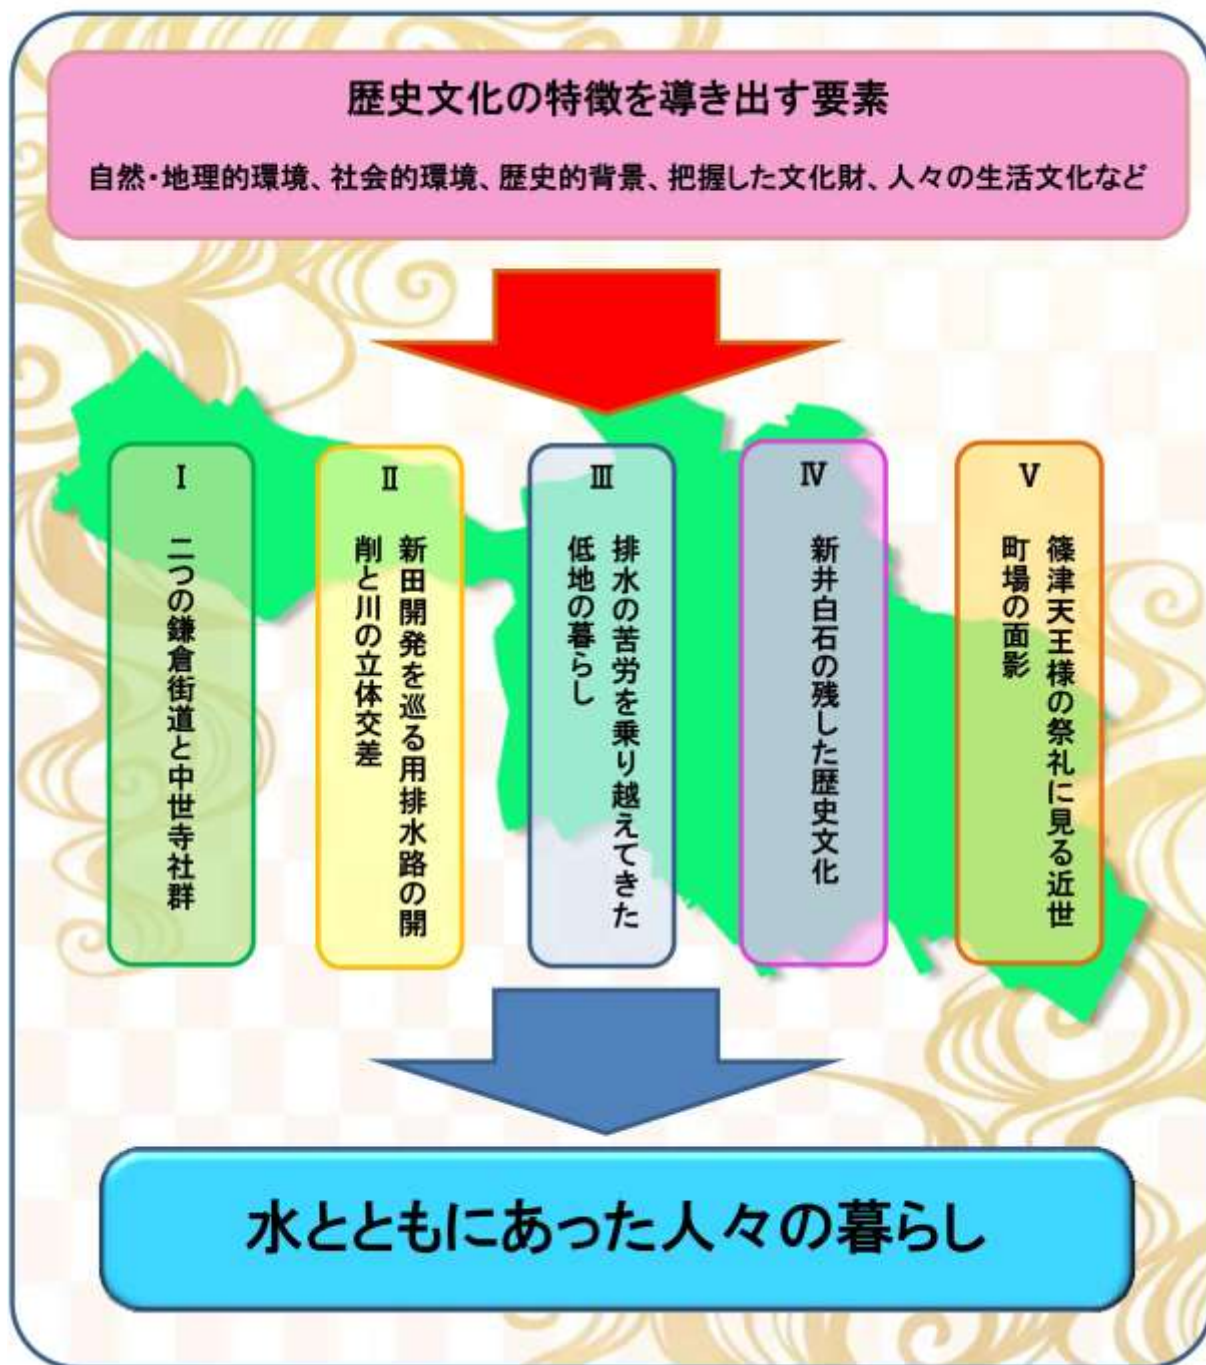 歴史文化の特徴を導き出す要素
自然・地理的環境、社会的環境、歴史的背景、把握した文化財、人々の生活文化など
Ⅰ
二つの鎌倉街道と中世寺社群
Ⅱ
新田開発を巡る用排水路の開
削と川の立体交差
Ⅲ
排水の苦労を乗り越えてきた
低地の暮らし
Ⅳ
新井白石の残した歴史文化
Ⅴ
篠津天王様の祭礼に見る近世
町場の面影
水とともにあった人々の暮らし